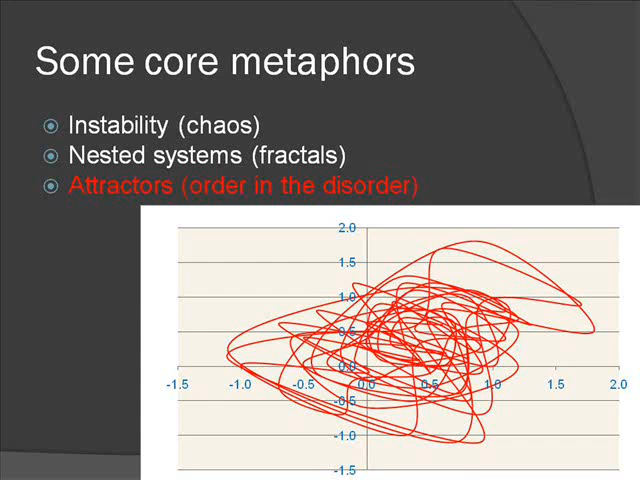 Some core metaphors
Instability (chaos)
Nested systems (fractals)
Attractors (order in the disorder)
2.0
1.5
1.0
0.5
0.0
-1.5 -1.0 -0.5 0.0 0.5 1.0 1.5 2.0
-0.5
-1.0
-1.5